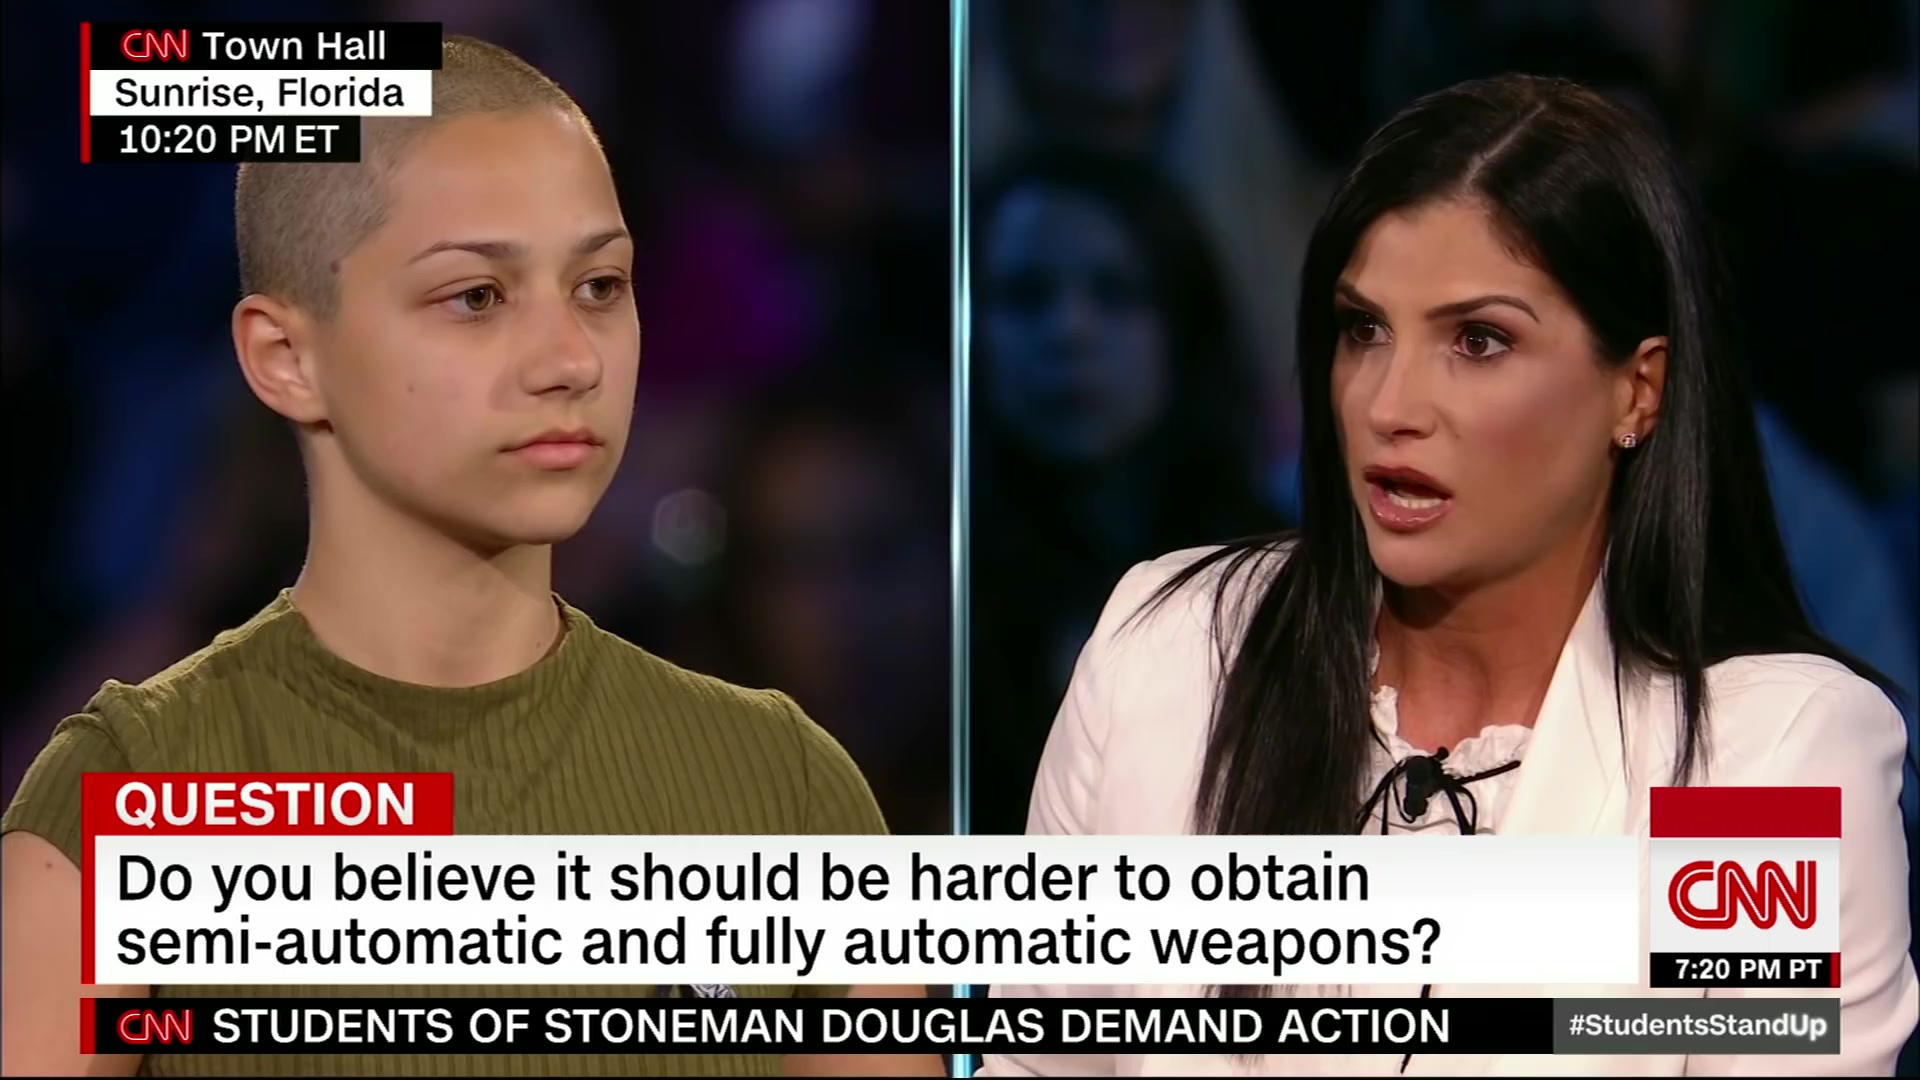 CNN Town Hall
Sunrise, Florida
10:20 PM ET
QUESTION
Do you believe it should be harder to obtain
semi-automatic and fully automatic weapons?
CNN
7:20 PM PT
CNN STUDENTS OF STONEMAN DOUGLAS DEMAND ACTION
#StudentsStandUp